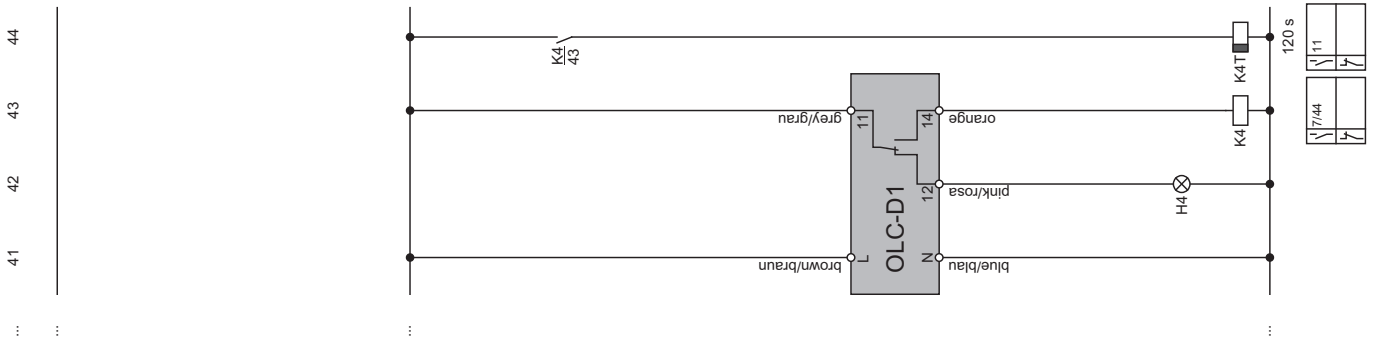 44
K4
43
K4T
120 s
11
43
grey/grau
11
14
orange
K4
7/44
42
12
pink/rosa
H4
OLC-D1
41
brown/braun
L
N
blue/blau
...
...
...
...